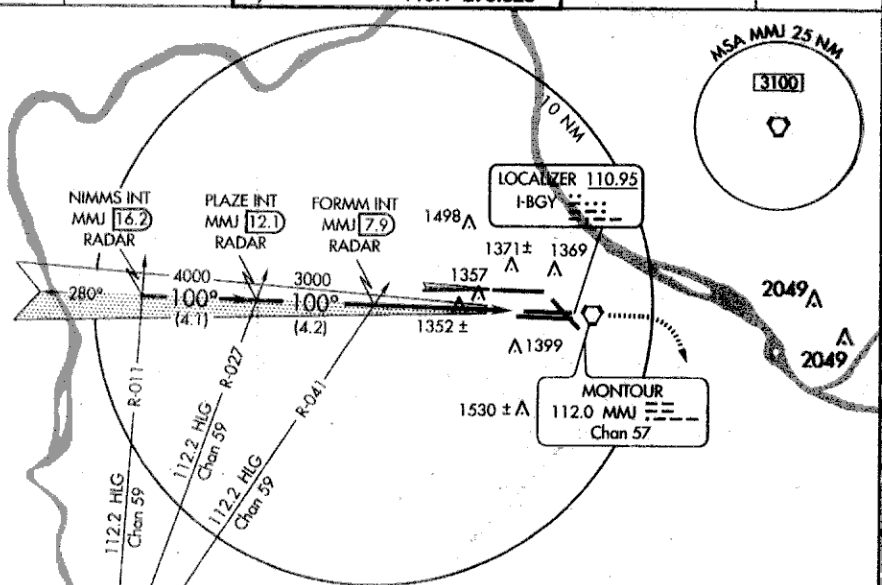 MSA MMJ 25 NM
3100
10 NM
LOCALIZER 110.95
I-BGY
NIMMS INT
MMJ 16.2
RADAR
PLAZE INT
MMJ 12.1
RADAR
FORMM INT
MMJ 7.9
RADAR
1498
1371 ±
1369
4000
3000
1357
280°
100°
100°
(4.1)
(4.2)
1352 ±
1399
2049
2049
R-011
R-027
R-041
MONTOUR
112.0 MMJ
Chan 57
1530 ±
112.2 HLG
Chan 59
112.2 HLG
Chan 59
112.2 HLG
Chan 59